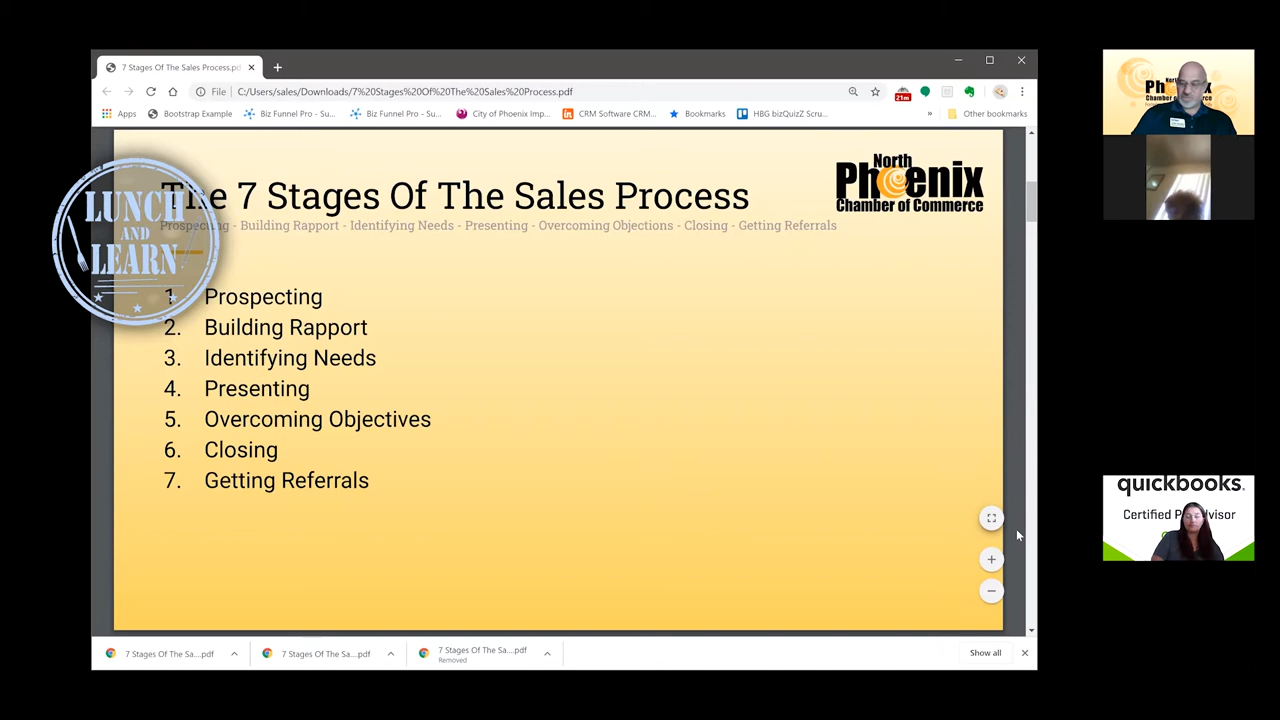 7 Stages Of The Sales Process.pd
File
C:/Users/sales/Downloads/7%20Stages%20Of%20The%20Sales%20Process.pdf
21m
Apps
Bootstrap Example
Biz Funnel Pro - Su...
Biz Funnel Pro - Su...
City of Phoenix Imp...
CRM Software CRM...
Bookmarks
HBG bizQuizZ Scru...
»
Other bookmarks
The 7 Stages Of The Sales Process
Prospecting - Building Rapport - Identifying Needs - Presenting - Overcoming Objections - Closing - Getting Referrals
North
Phoenix
Chamber of Commerce
LUNCH
AND
LEARN
1. Prospecting
2. Building Rapport
3. Identifying Needs
4. Presenting
5. Overcoming Objectives
6. Closing
7. Getting Referrals
7 Stages Of The Sa....pdf
7 Stages Of The Sa....pdf
7 Stages Of The Sa....pdf
Removed
Show all
quickbooks.
Certified